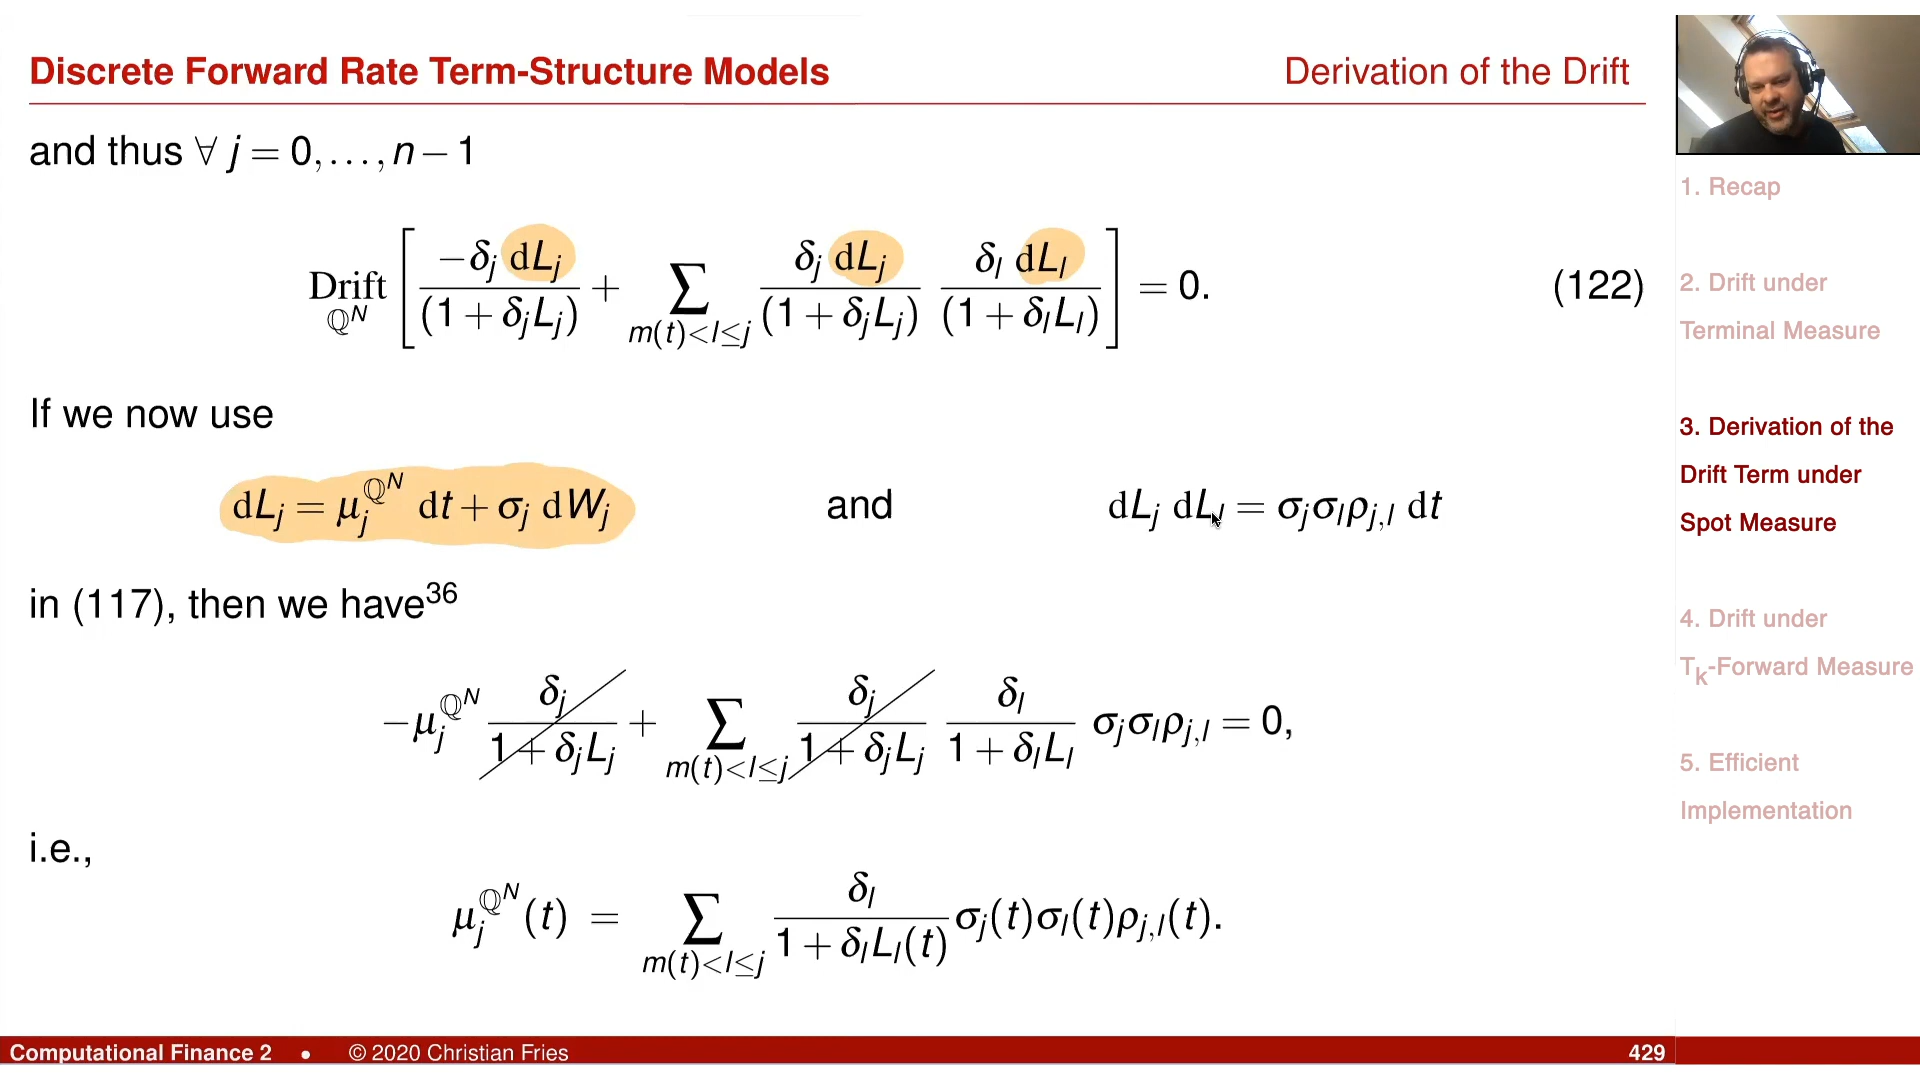 Discrete Forward Rate Term-Structure Models Derivation of the Drift
and thus ∀ j = 0,…,n − 1
Drift_{ℚ^N} [ −δ_j dL_j / (1 + δ_j L_j) + ∑_{m(t)<l≤j} δ_j dL_j / (1 + δ_j L_j) δ_l dL_l / (1 + δ_l L_l) ] = 0. (122)
If we now use
dL_j = μ_j^{ℚ^N} dt + σ_j dW_j and dL_j dL_l = σ_j σ_l ρ_{j,l} dt
in (117), then we have^36
−μ_j^{ℚ^N} δ_j / (1 + δ_j L_j) + ∑_{m(t)<l≤j} δ_j / (1 + δ_j L_j) δ_l / (1 + δ_l L_l) σ_j σ_l ρ_{j,l} = 0,
i.e.,
μ_j^{ℚ^N}(t) = ∑_{m(t)<l≤j} δ_l / (1 + δ_l L_l(t)) σ_j(t)σ_l(t)ρ_{j,l}(t).
1. Recap
2. Drift under
Terminal Measure
3. Derivation of the
Drift Term under
Spot Measure
4. Drift under
T_k-Forward Measure
5. Efficient
Implementation
Computational Finance 2 • © 2020 Christian Fries 429